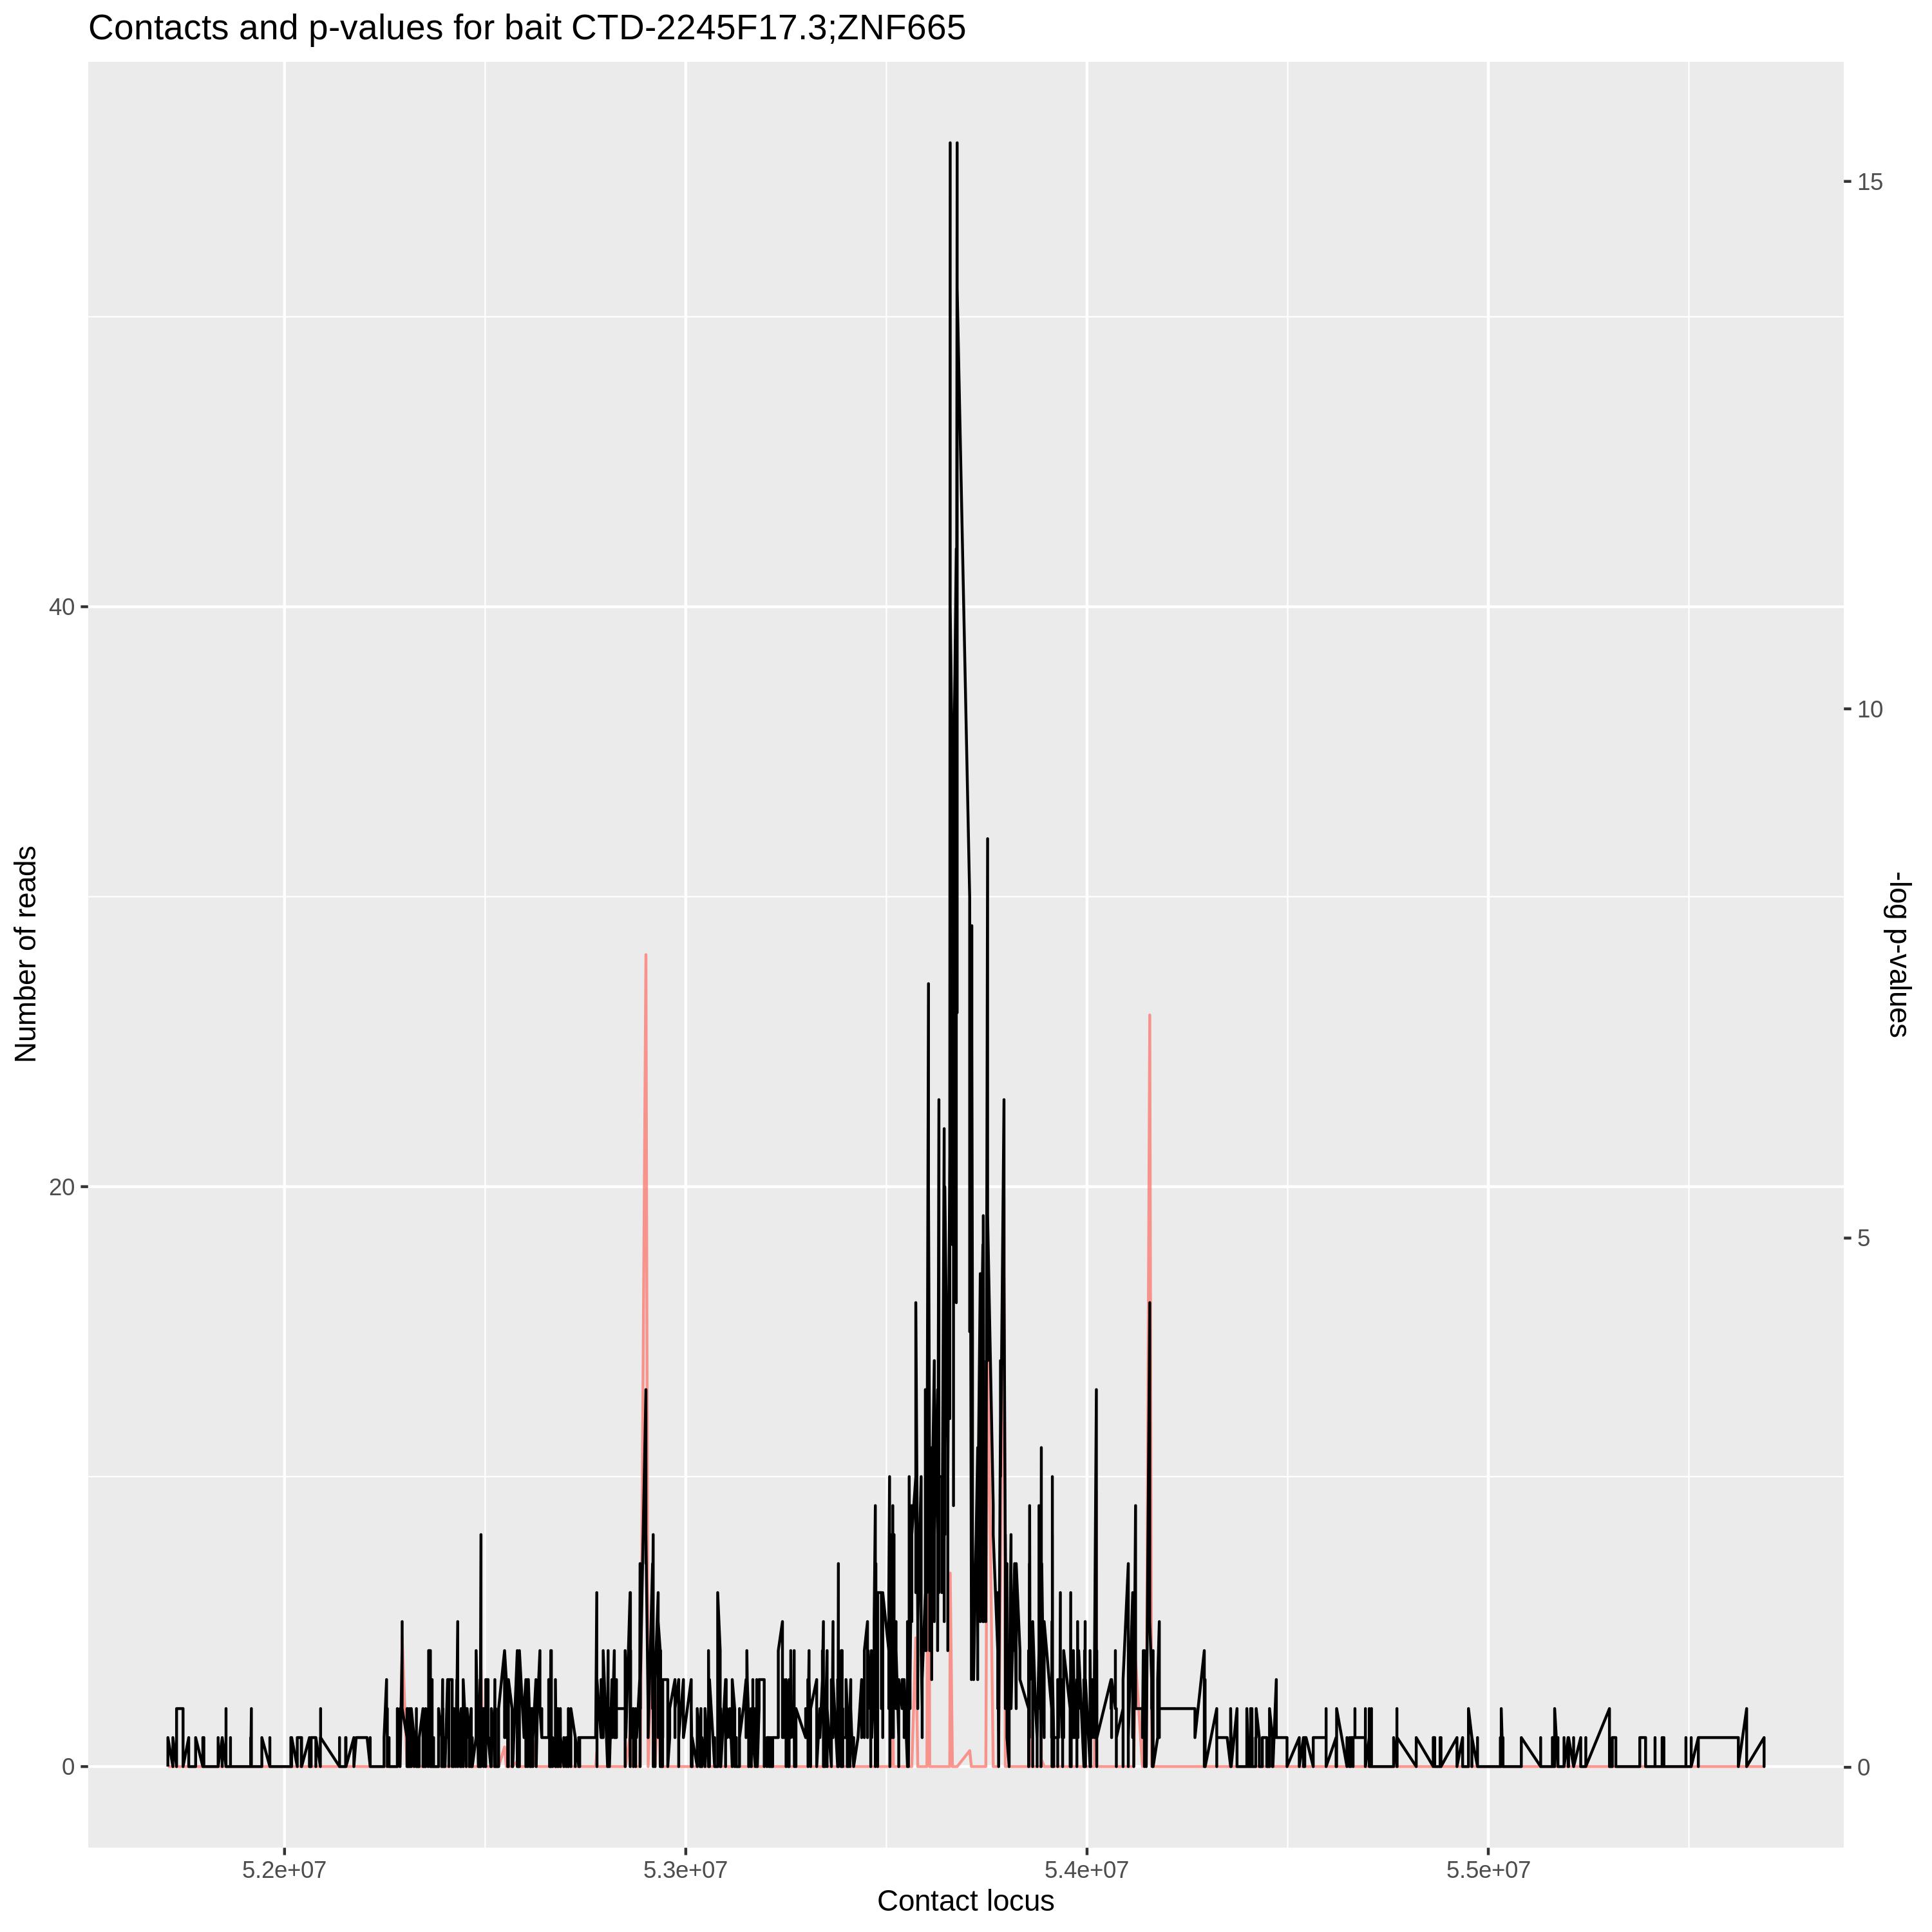 Contacts and p-values for bait CTD-2245F17.3;ZNF665
15
40
10
Number of reads
-log p-values
20
5
0
0
5.2e+07
5.3e+07
5.4e+07
5.5e+07
Contact locus